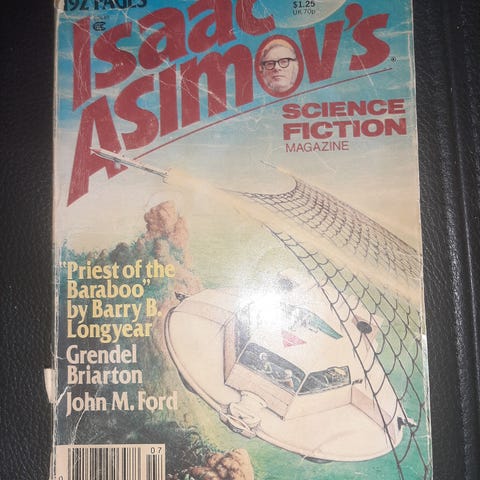 192 PAGES
$1.25
UK 70p
Isaac
Asimov's
SCIENCE
FICTION
MAGAZINE
"Priest of the
Baraboo"
by Barry B.
Longyear
Grendel
Briarton
John M. Ford
07